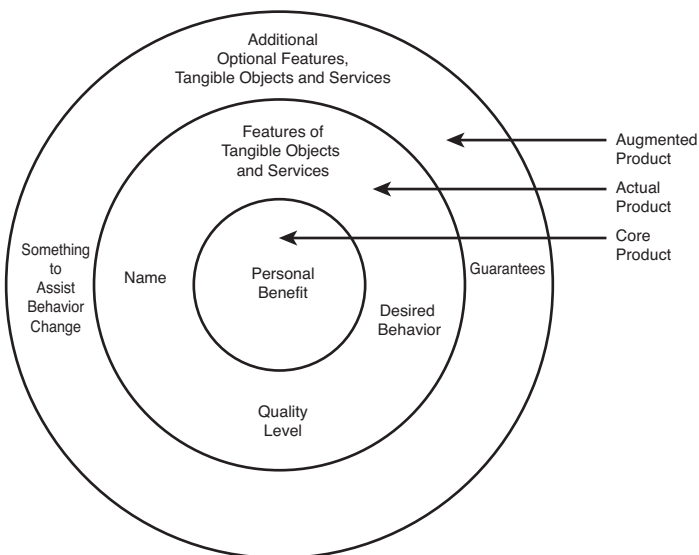 Additional
Optional Features,
Tangible Objects and Services
Features of
Tangible Objects
and Services
Augmented
Product
Actual
Product
Core
Product
Something
to
Assist
Behavior
Change
Name
Personal
Benefit
Guarantees
Desired
Behavior
Quality
Level